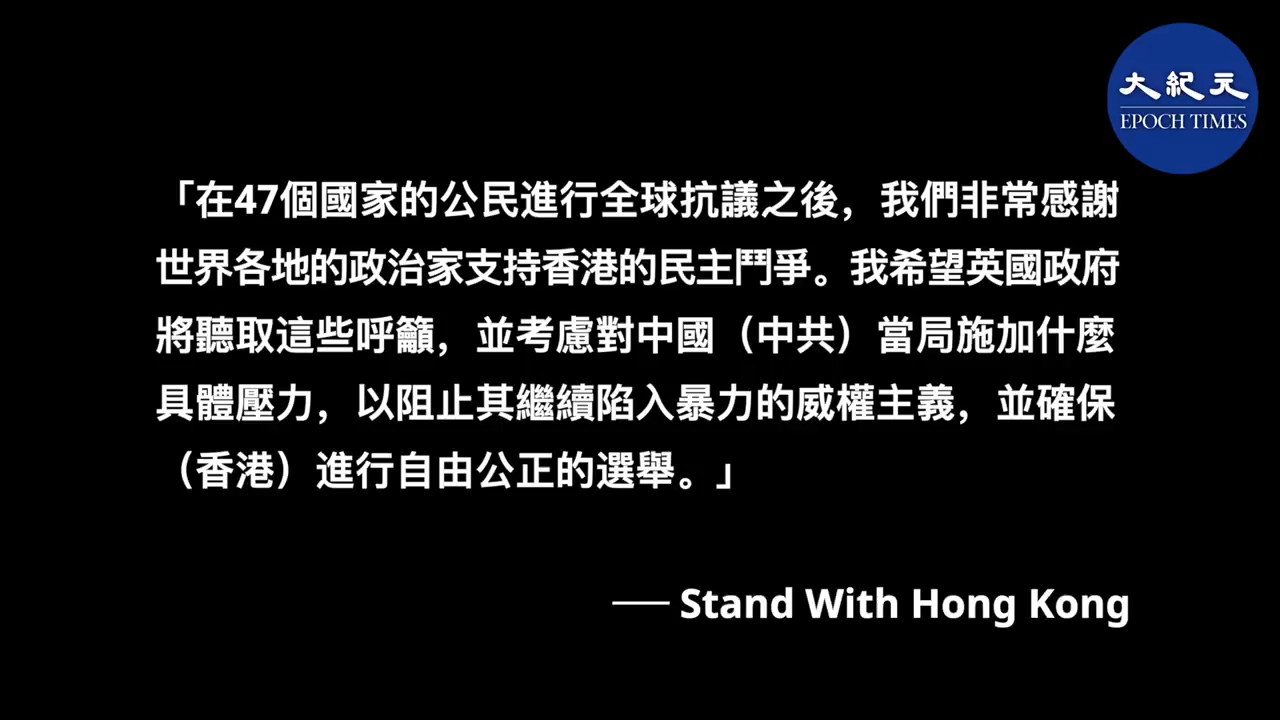 大紀元
EPOCH TIMES
「在47個國家的公民進行全球抗議之後，我們非常感謝
世界各地的政治家支持香港的民主鬥爭。我希望英國政府
將聽取這些呼籲，並考慮對中國（中共）當局施加什麼
具體壓力，以阻止其繼續陷入暴力的威權主義，並確保
（香港）進行自由公正的選舉。」
── Stand With Hong Kong